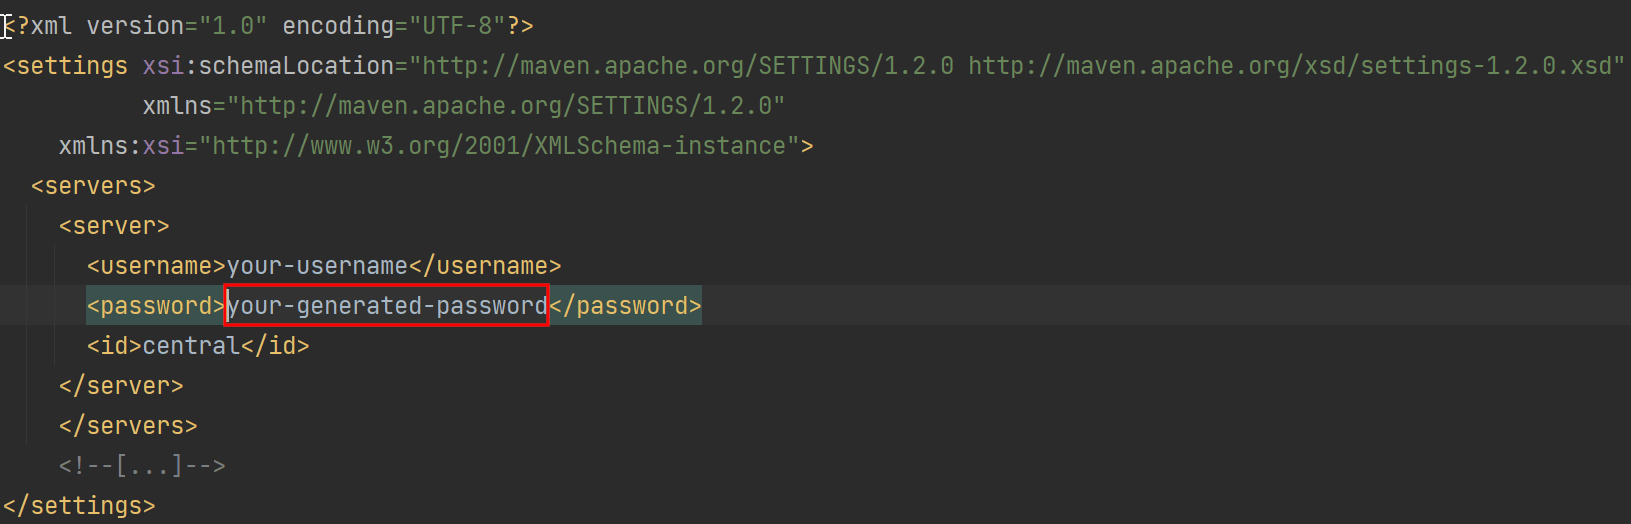 <?xml version="1.0" encoding="UTF-8"?>
<settings xsi:schemaLocation="http://maven.apache.org/SETTINGS/1.2.0 http://maven.apache.org/xsd/settings-1.2.0.xsd"
xmlns="http://maven.apache.org/SETTINGS/1.2.0"
xmlns:xsi="http://www.w3.org/2001/XMLSchema-instance">
<servers>
<server>
<username>your-username</username>
<password>your-generated-password</password>
<id>central</id>
</server>
</servers>
<!--[...]-->
</settings>